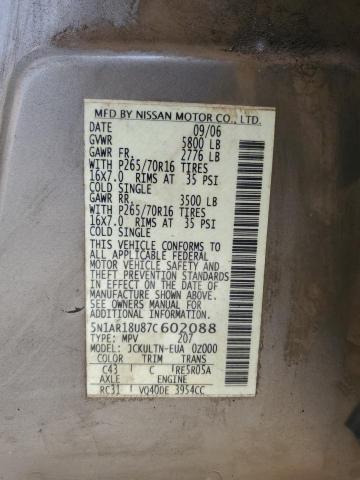 MFD BY NISSAN MOTOR CO., LTD.
DATE 09/06
GVWR 5800 LB
GAWR FR. 2776 LB
WITH P265/70R16 TIRES
16X7.0 RIMS AT 35 PSI
COLD SINGLE
GAWR RR. 3500 LB
WITH P265/70R16 TIRES
16X7.0 RIMS AT 35 PSI
COLD SINGLE
THIS VEHICLE CONFORMS TO
ALL APPLICABLE FEDERAL
MOTOR VEHICLE SAFETY AND
THEFT PREVENTION STANDARDS
IN EFFECT ON THE DATE OF
MANUFACTURE SHOWN ABOVE.
SEE OWNERS MANUAL FOR
ADDITIONAL INFORMATION.
5N1AR18U87C602088
TYPE: MPV 207
MODEL: JCKULTN-EUA 0Z000
COLOR TRIM TRANS
C43 C RE5R05A
AXLE ENGINE
RC31 VQ40DE 3954CC